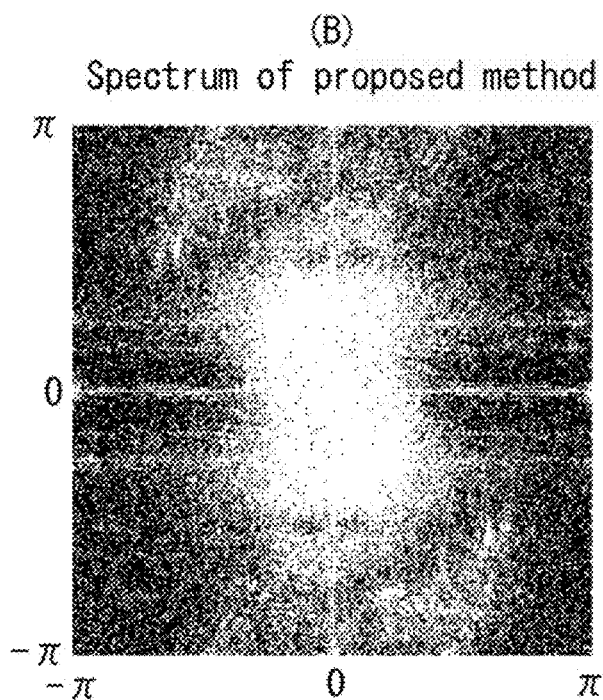 (B)
Spectrum of proposed method
π
0
−π
−π 0 π